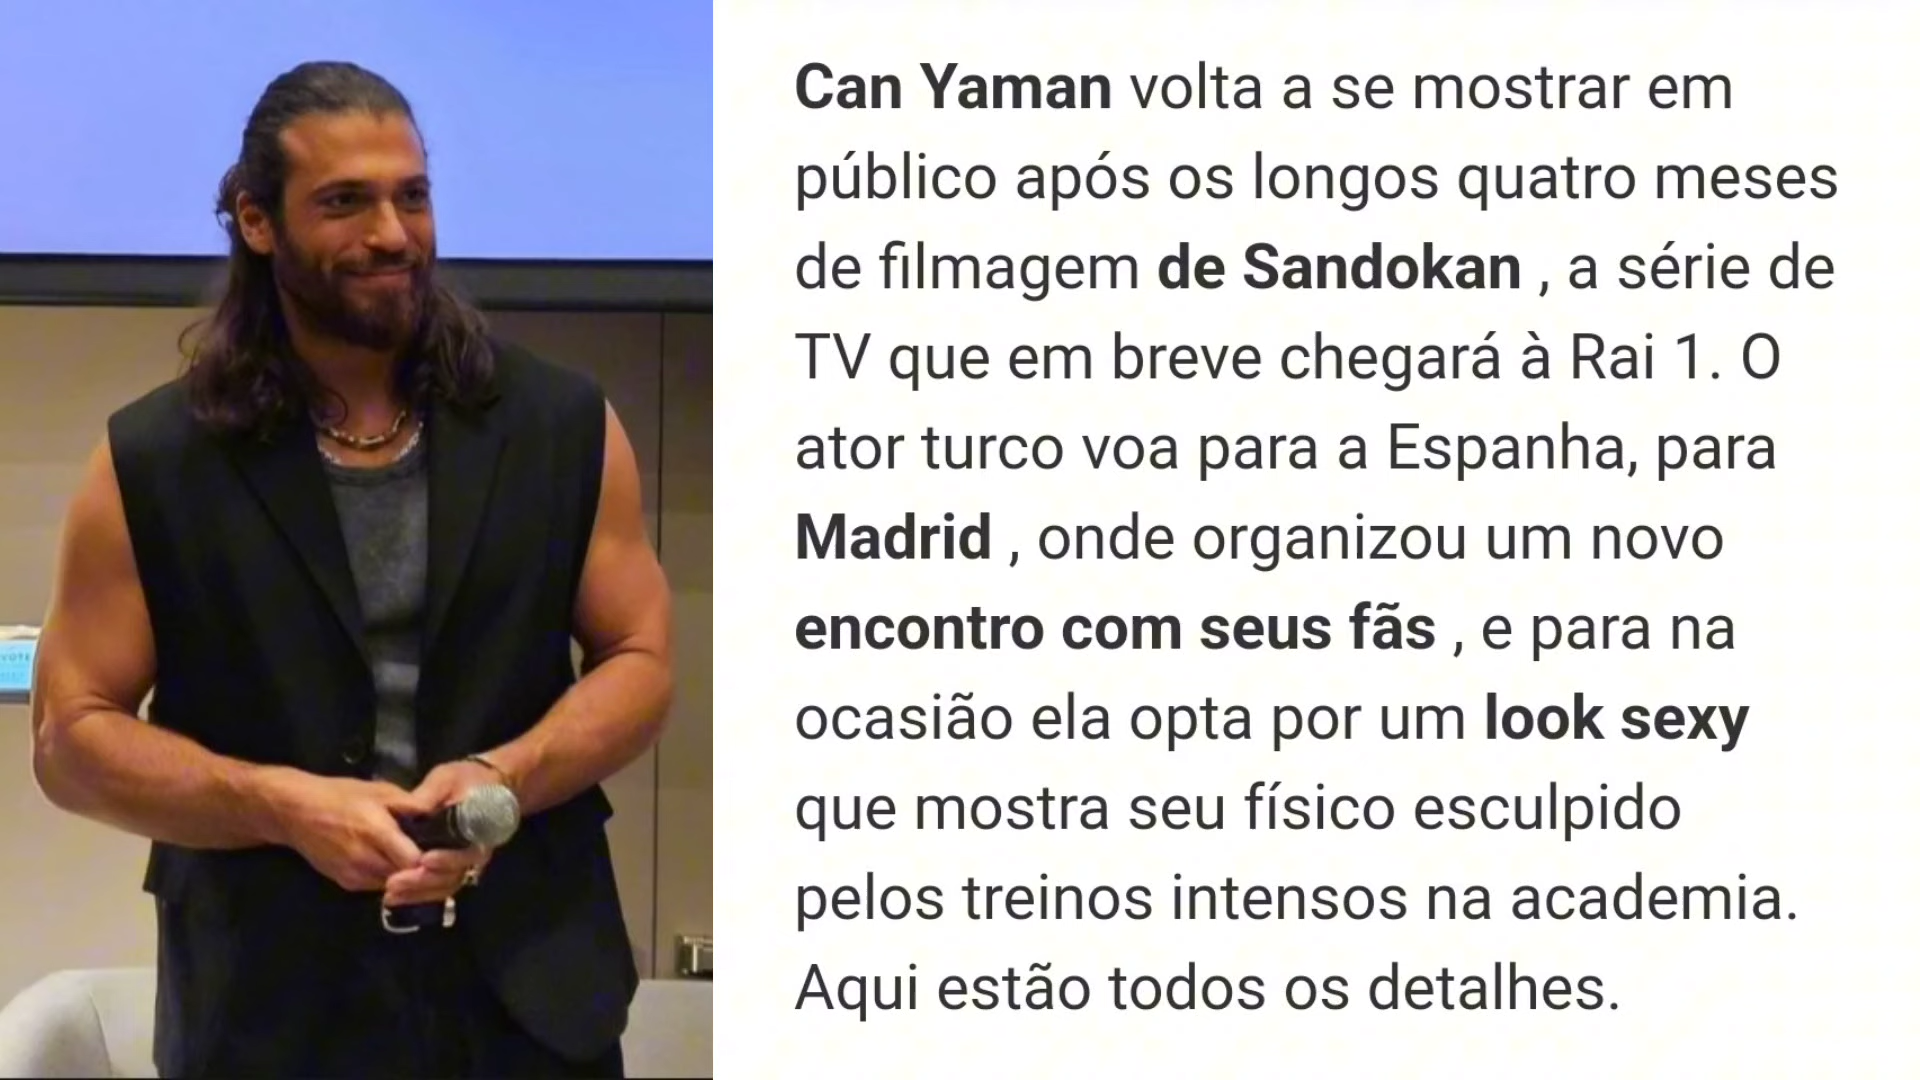 Can Yaman volta a se mostrar em
público após os longos quatro meses
de filmagem de Sandokan , a série de
TV que em breve chegará à Rai 1. O
ator turco voa para a Espanha, para
Madrid , onde organizou um novo
encontro com seus fãs , e para na
ocasião ela opta por um look sexy
que mostra seu físico esculpido
pelos treinos intensos na academia.
Aqui estão todos os detalhes.
VOTE